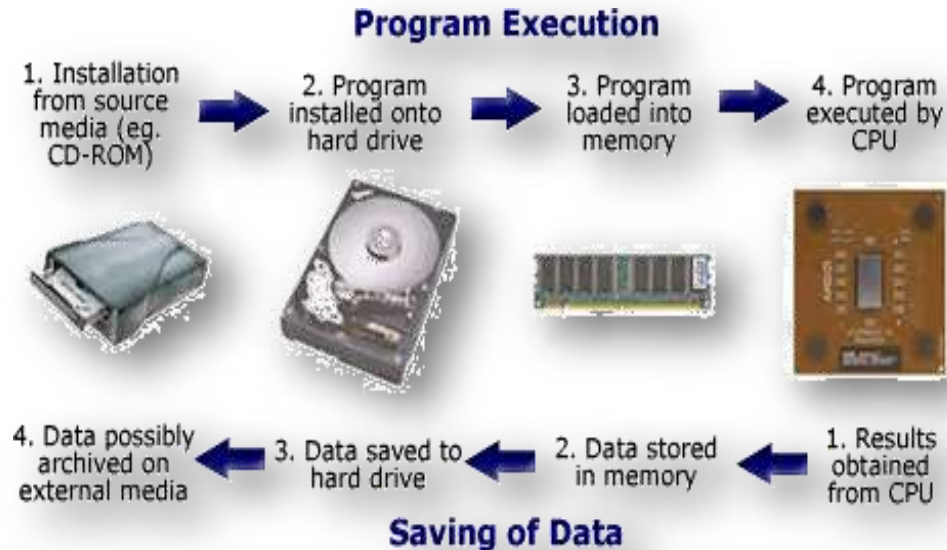 Program Execution
1. Installation
from source
media (eg.
CD-ROM)
2. Program
installed onto
hard drive
3. Program
loaded into
memory
4. Program
executed by
CPU
4. Data possibly
archived on
external media
3. Data saved to
hard drive
2. Data stored
in memory
1. Results
obtained
from CPU
Saving of Data